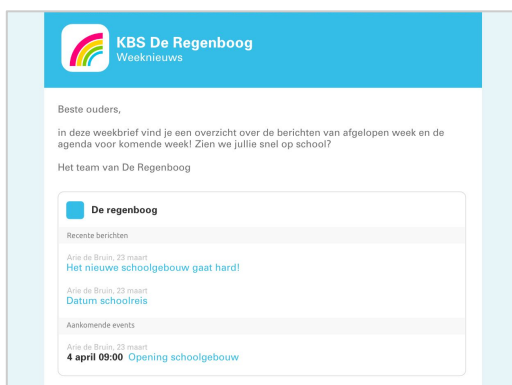 KBS De Regenboog
Weeknieuws
Beste ouders,
in deze weekbrief vind je een overzicht over de berichten van afgelopen week en de
agenda voor komende week! Zien we jullie snel op school?
Het team van De Regenboog
De regenboog
Recente berichten
Arie de Bruin, 23 maart
Het nieuwe schoolgebouw gaat hard!
Arie de Bruin, 23 maart
Datum schoolreis
Aankomende events
Arie de Bruin, 23 maart
4 april 09:00 Opening schoolgebouw